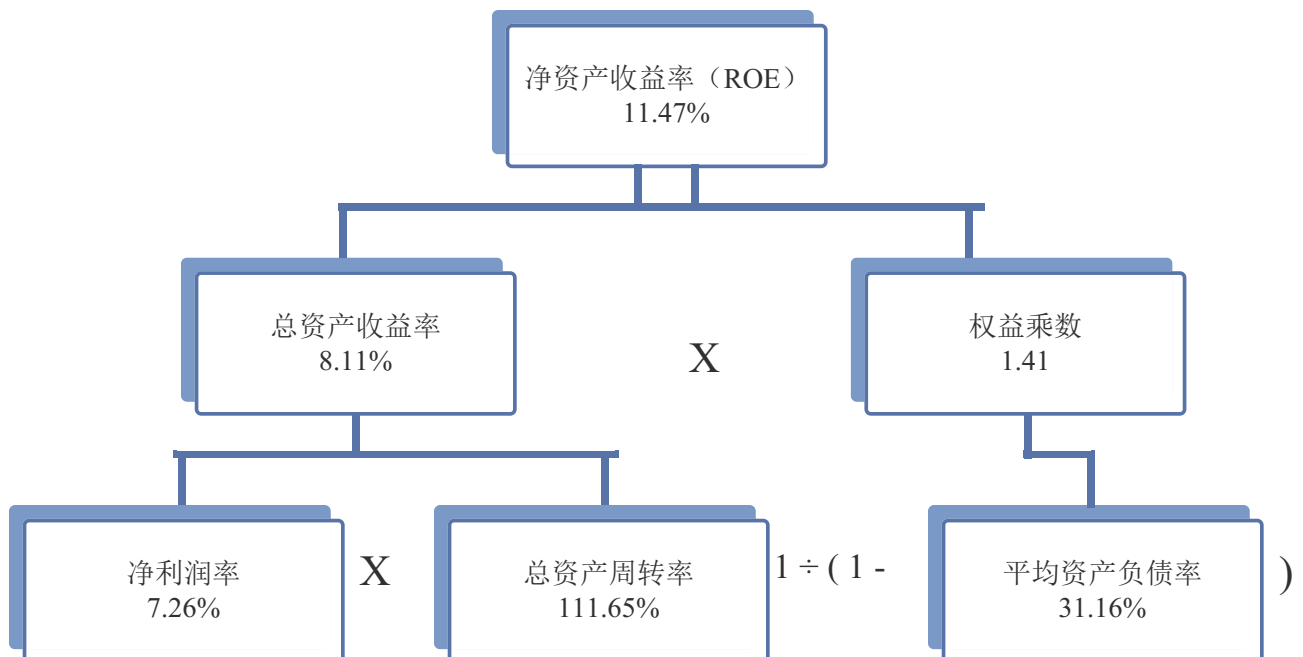 净资产收益率（ROE）
11.47%
总资产收益率
8.11%
X
权益乘数
1.41
净利润率
7.26%
X
总资产周转率
111.65%
1 ÷ ( 1 -
平均资产负债率
31.16%
)